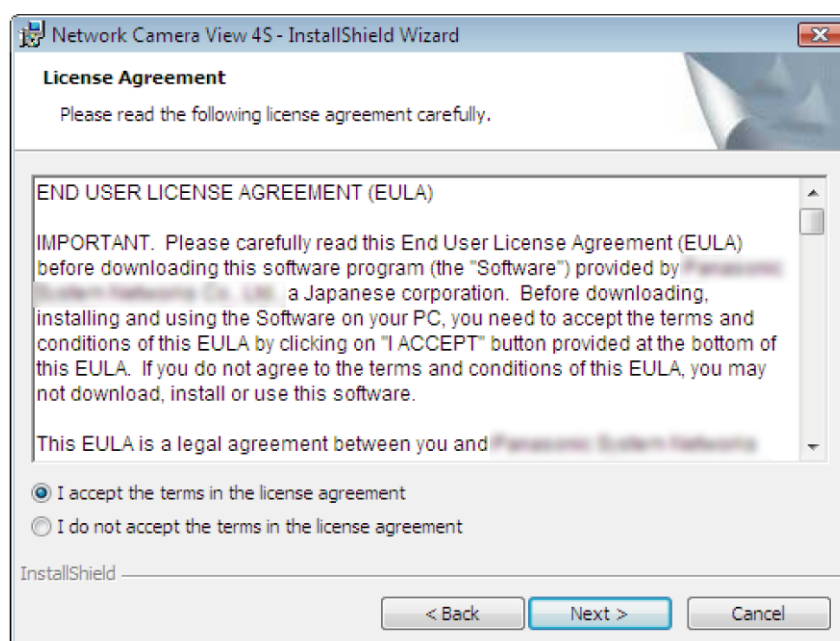 Network Camera View 4S - InstallShield Wizard
License Agreement
Please read the following license agreement carefully.
END USER LICENSE AGREEMENT (EULA)
IMPORTANT.  Please carefully read this End User License Agreement (EULA)
before downloading this software program (the "Software") provided by
a Japanese corporation.  Before downloading,
installing and using the Software on your PC, you need to accept the terms and
conditions of this EULA by clicking on "I ACCEPT" button provided at the bottom of
this EULA.  If you do not agree to the terms and conditions of this EULA, you may
not download, install or use this software.
This EULA is a legal agreement between you and
I accept the terms in the license agreement
I do not accept the terms in the license agreement
InstallShield
< Back
Next >
Cancel